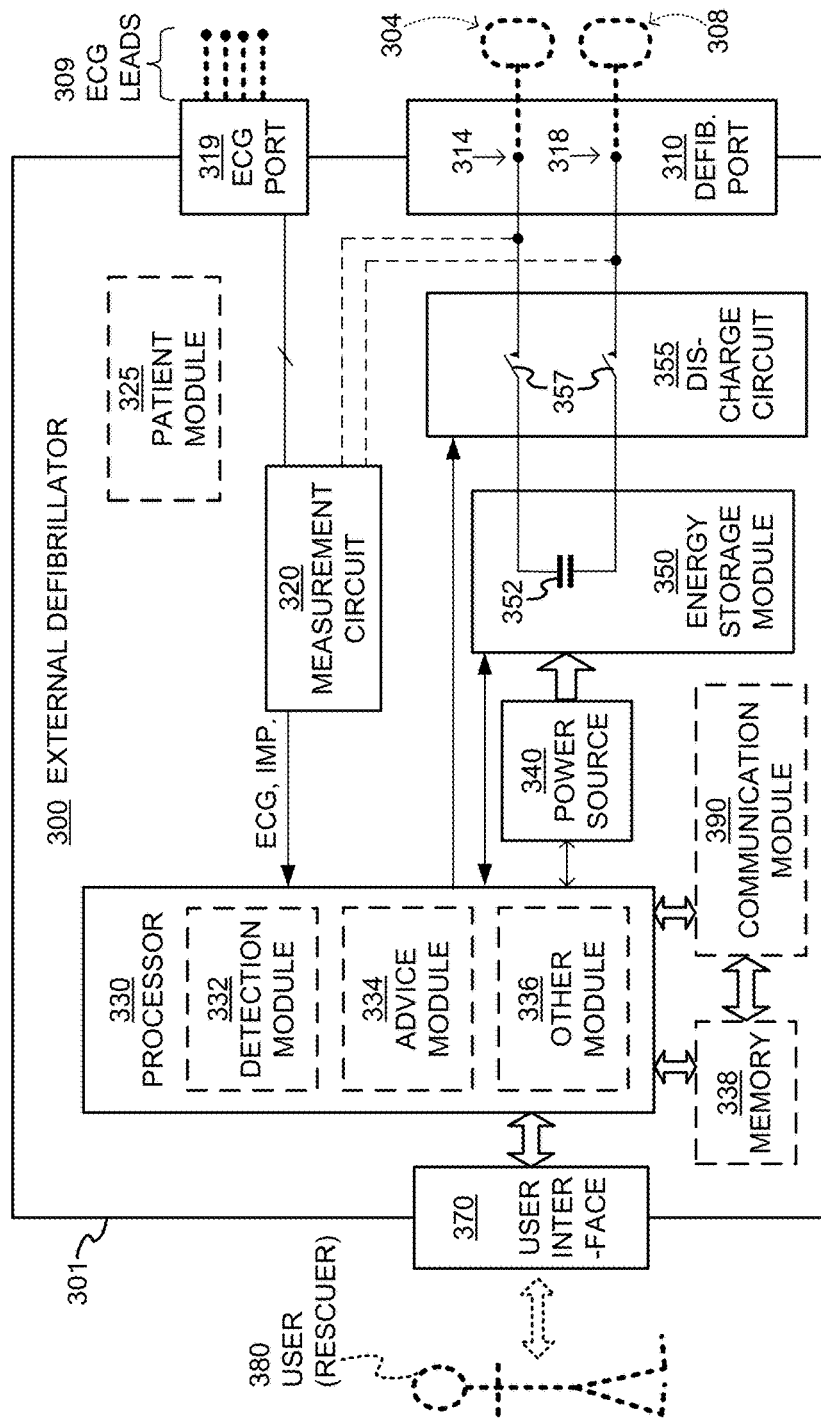 300 EXTERNAL DEFIBRILLATOR
301
309
ECG
LEADS
319
ECG
PORT
325
PATIENT
MODULE
304
308
314
318
310
DEFIB.
PORT
320
MEASUREMENT
CIRCUIT
ECG, IMP.
357
355
DIS-
CHARGE
CIRCUIT
352
350
ENERGY
STORAGE
MODULE
330
PROCESSOR
332
DETECTION
MODULE
334
ADVICE
MODULE
336
OTHER
MODULE
340
POWER
SOURCE
338
MEMORY
390
COMMUNICATION
MODULE
370
USER
INTER
-FACE
380
USER
(RESCUER)